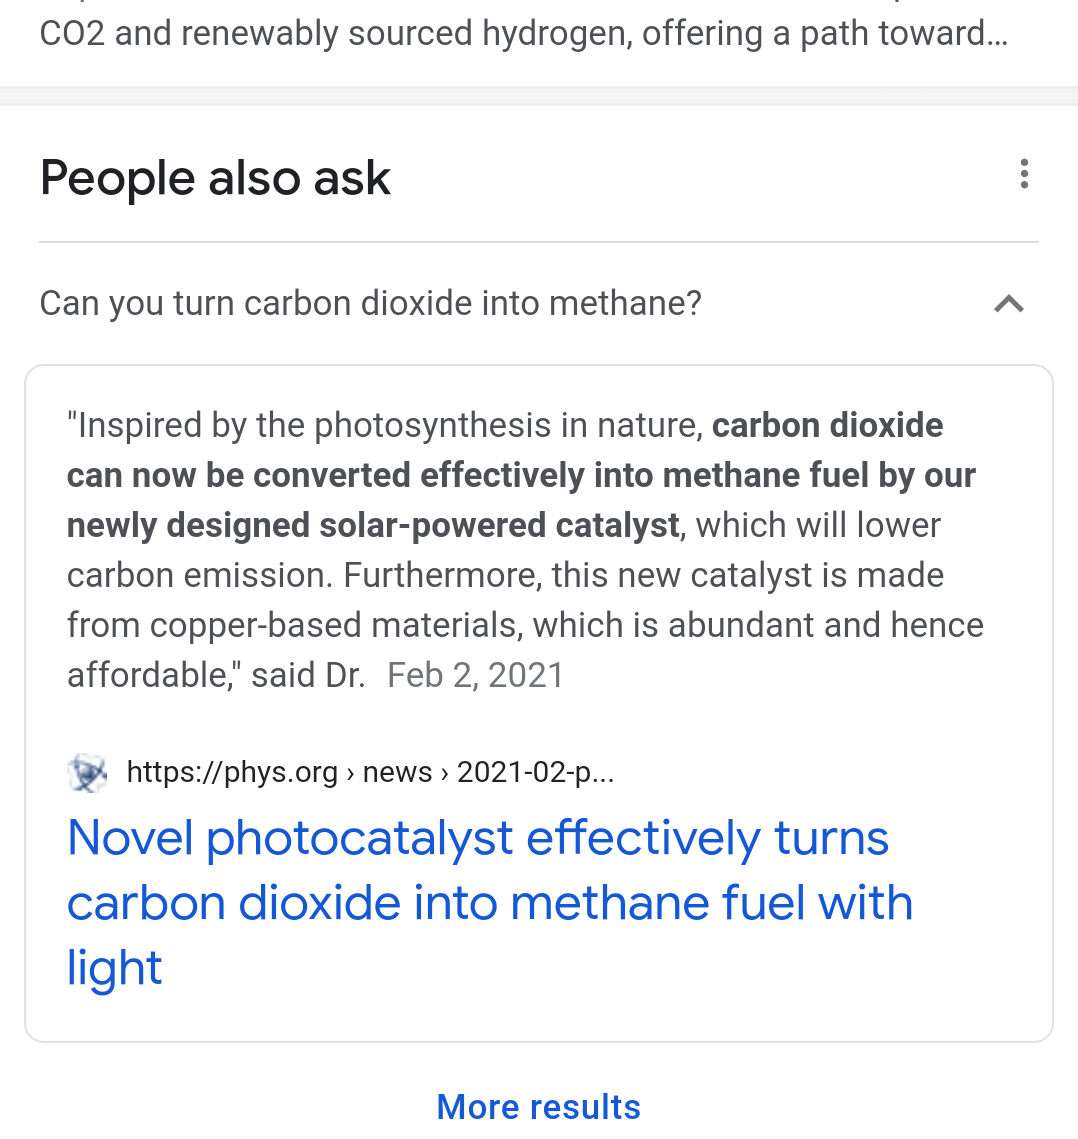 CO2 and renewably sourced hydrogen, offering a path toward...
People also ask
Can you turn carbon dioxide into methane?
"Inspired by the photosynthesis in nature, carbon dioxide
can now be converted effectively into methane fuel by our
newly designed solar-powered catalyst, which will lower
carbon emission. Furthermore, this new catalyst is made
from copper-based materials, which is abundant and hence
affordable," said Dr. Feb 2, 2021
https://phys.org › news › 2021-02-p...
Novel photocatalyst effectively turns
carbon dioxide into methane fuel with
light
More results